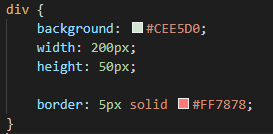 div {
background: #CEE5D0;
width: 200px;
height: 50px;
border: 5px solid #FF7878;
}